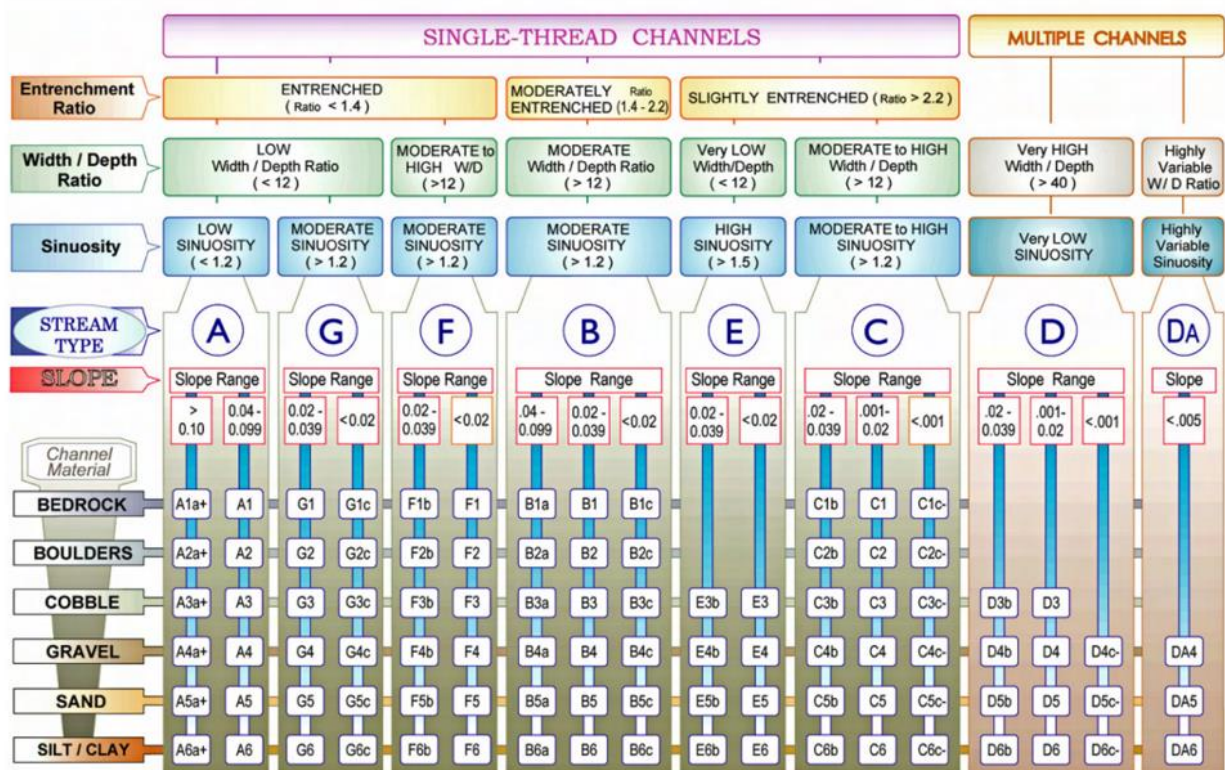 SINGLE-THREAD CHANNELS
MULTIPLE CHANNELS
Entrenchment
Ratio
ENTRENCHED
( Ratio < 1.4 )
MODERATELY Ratio
ENTRENCHED (1.4 - 2.2)
SLIGHTLY ENTRENCHED ( Ratio > 2.2 )
Width / Depth
Ratio
LOW
Width / Depth Ratio
( < 12 )
MODERATE to
HIGH W/D
( >12 )
MODERATE
Width / Depth Ratio
( > 12 )
Very LOW
Width/Depth
( < 12 )
MODERATE to HIGH
Width / Depth
( > 12 )
Very HIGH
Width / Depth
( > 40 )
Highly
Variable
W/ D Ratio
Sinuosity
LOW
SINUOSITY
( < 1.2 )
MODERATE
SINUOSITY
( > 1.2 )
MODERATE
SINUOSITY
( > 1.2 )
MODERATE
SINUOSITY
( > 1.2 )
HIGH
SINUOSITY
( > 1.5 )
MODERATE to HIGH
SINUOSITY
( > 1.2 )
Very LOW
SINUOSITY
Highly
Variable
Sinuosity
STREAM
TYPE
A G F B E C D DA
SLOPE
Slope Range Slope Range Slope Range Slope Range Slope Range Slope Range Slope Range Slope
> 0.10
0.04 - 0.099
0.02 - 0.039
<0.02
0.02 - 0.039
<0.02
.04 - 0.099
0.02 - 0.039
<0.02
0.02 - 0.039
<0.02
.02 - 0.039
.001- 0.02
<.001
.02 - 0.039
.001- 0.02
<.001
<.005
Channel
Material
BEDROCK A1a+ A1 G1 G1c F1b F1 B1a B1 B1c C1b C1 C1c-
BOULDERS A2a+ A2 G2 G2c F2b F2 B2a B2 B2c C2b C2 C2c-
COBBLE A3a+ A3 G3 G3c F3b F3 B3a B3 B3c E3b E3 C3b C3 C3c- D3b D3
GRAVEL A4a+ A4 G4 G4c F4b F4 B4a B4 B4c E4b E4 C4b C4 C4c- D4b D4 D4c- DA4
SAND A5a+ A5 G5 G5c F5b F5 B5a B5 B5c E5b E5 C5b C5 C5c- D5b D5 D5c- DA5
SILT / CLAY A6a+ A6 G6 G6c F6b F6 B6a B6 B6c E6b E6 C6b C6 C6c- D6b D6 D6c- DA6